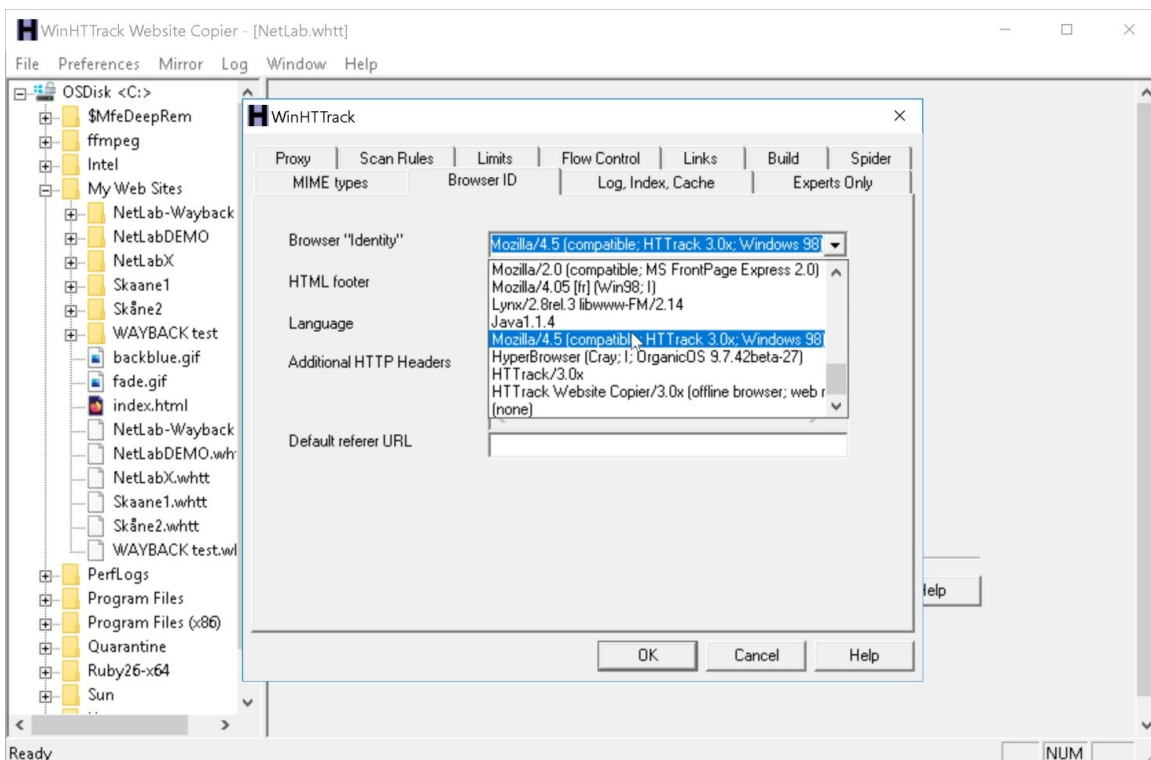 WinHTTrack Website Copier - [NetLab.whtt]
File Preferences Mirror Log Window Help
OSDisk <C:>
$MfeDeepRem
ffmpeg
Intel
My Web Sites
NetLab-Wayback
NetLabDEMO
NetLabX
Skaane1
Skåne2
WAYBACK test
backblue.gif
fade.gif
index.html
NetLab-Wayback
NetLabDEMO.wh
NetLabX.whtt
Skaane1.whtt
Skåne2.whtt
WAYBACK test.wl
PerfLogs
Program Files
Program Files (x86)
Quarantine
Ruby26-x64
Sun
WinHTTrack
Proxy Scan Rules Limits Flow Control Links Build Spider
MIME types Browser ID Log, Index, Cache Experts Only
Browser "Identity"
Mozilla/4.5 (compatible; HTTrack 3.0x; Windows 98)
Mozilla/2.0 (compatible; MS FrontPage Express 2.0)
Mozilla/4.05 [fr] (Win98; I)
Lynx/2.8rel.3 libwww-FM/2.14
Java1.1.4
Mozilla/4.5 (compatible; HTTrack 3.0x; Windows 98)
HyperBrowser (Cray; I; OrganicOS 9.7.42beta-27)
HTTrack/3.0x
HTTrack Website Copier/3.0x (offline browser; web r
(none)
HTML footer
Language
Additional HTTP Headers
Default referer URL
OK Cancel Help
Help
Ready
NUM